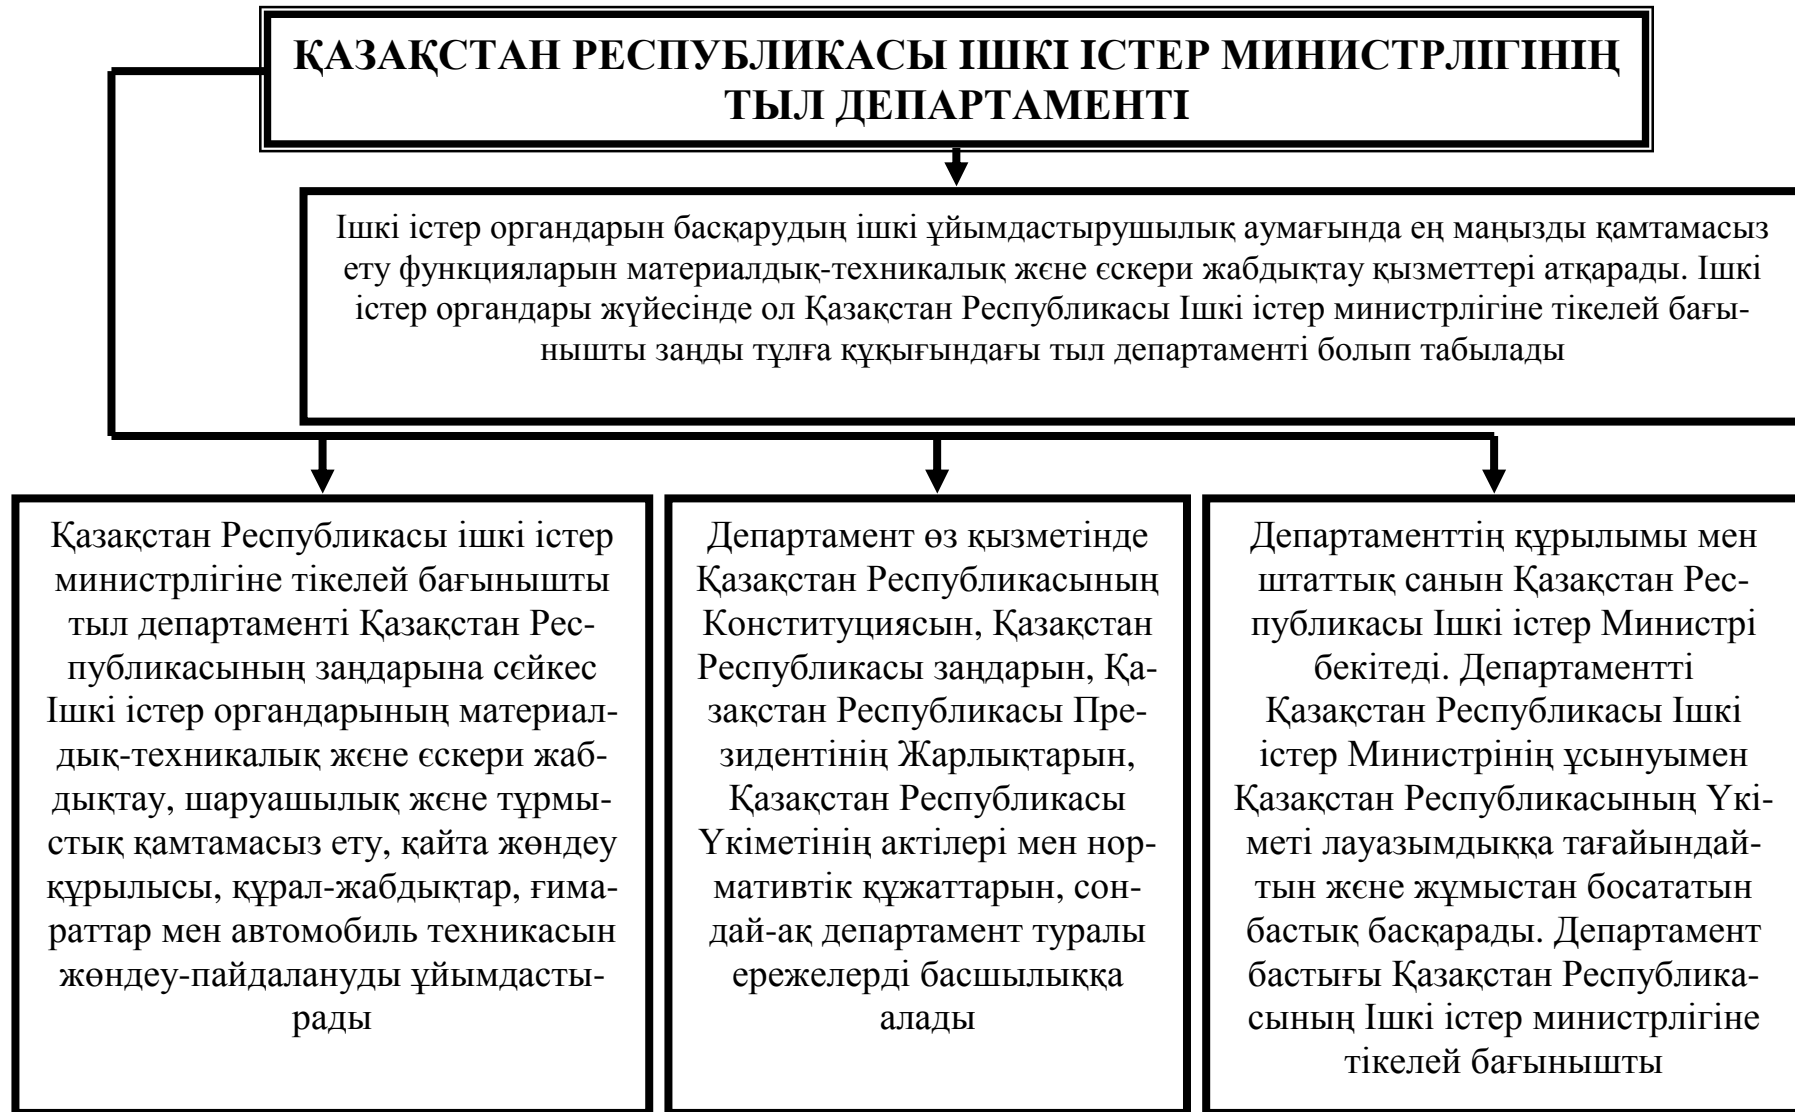 ҚАЗАҚСТАН РЕСПУБЛИКАСЫ ІШКІ ІСТЕР МИНИСТРЛІГІНІҢ
ТЫЛ ДЕПАРТАМЕНТІ
Ішкі істер органдарын басқарудың ішкі ұйымдастырушылық аумағында ең маңызды қамтамасыз
ету функцияларын материалдық-техникалық жєне єскери жабдықтау қызметтері атқарады. Ішкі
істер органдары жүйесінде ол Қазақстан Республикасы Ішкі істер министрлігіне тікелей бағы-
нышты заңды тұлға құқығындағы тыл департаменті болып табылады
Қазақстан Республикасы ішкі істер
министрлігіне тікелей бағынышты
тыл департаменті Қазақстан Рес-
публикасының заңдарына сєйкес
Ішкі істер органдарының материал-
дық-техникалық жєне єскери жаб-
дықтау, шаруашылық жєне тұрмы-
стық қамтамасыз ету, қайта жөндеу
құрылысы, құрал-жабдықтар, ғима-
раттар мен автомобиль техникасын
жөндеу-пайдалануды ұйымдасты-
рады
Департамент өз қызметінде
Қазақстан Республикасының
Конституциясын, Қазақстан
Республикасы заңдарын, Қа-
зақстан Республикасы Пре-
зидентінің Жарлықтарын,
Қазақстан Республикасы
Үкіметінің актілері мен нор-
мативтік құжаттарын, сон-
дай-ақ департамент туралы
ережелерді басшылыққа
алады
Департаменттің құрылымы мен
штаттық санын Қазақстан Рес-
публикасы Ішкі істер Министрі
бекітеді. Департаментті
Қазақстан Республикасы Ішкі
істер Министрінің ұсынуымен
Қазақстан Республикасының Үкі-
меті лауазымдыққа тағайындай-
тын жєне жұмыстан босататын
бастық басқарады. Департамент
бастығы Қазақстан Республика-
сының Ішкі істер министрлігіне
тікелей бағынышты